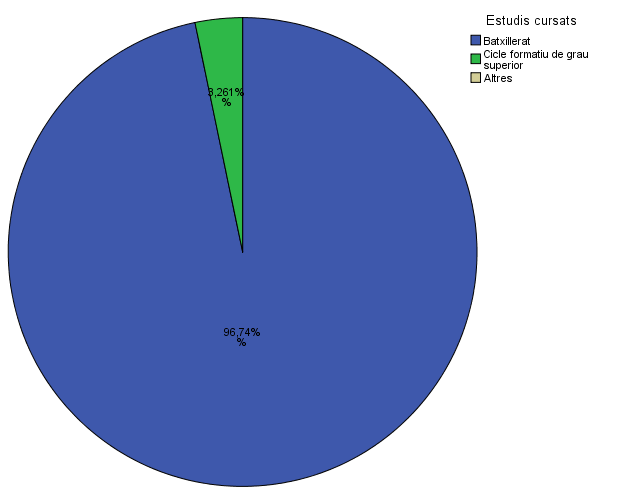 Estudis cursats
Batxillerat
Cicle formatiu de grau
superior
Altres
3,261%
%
96,74%
%